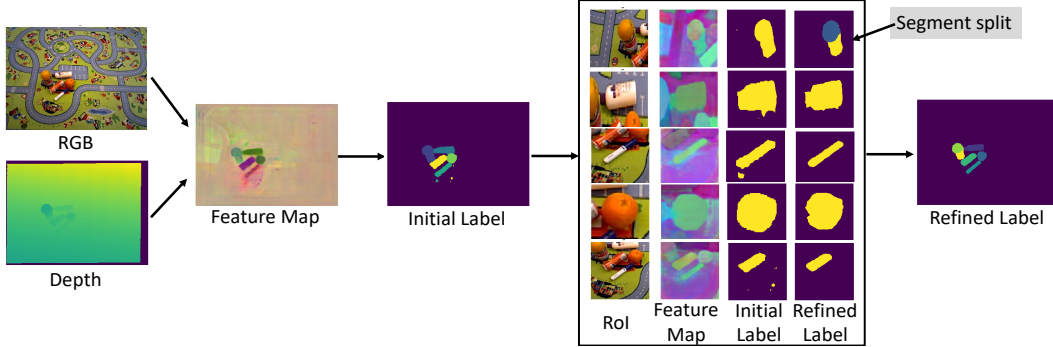 Segment split
RGB
Feature Map
Initial Label
Refined Label
Depth
RoI
Feature
Map
Initial
Label
Refined
Label